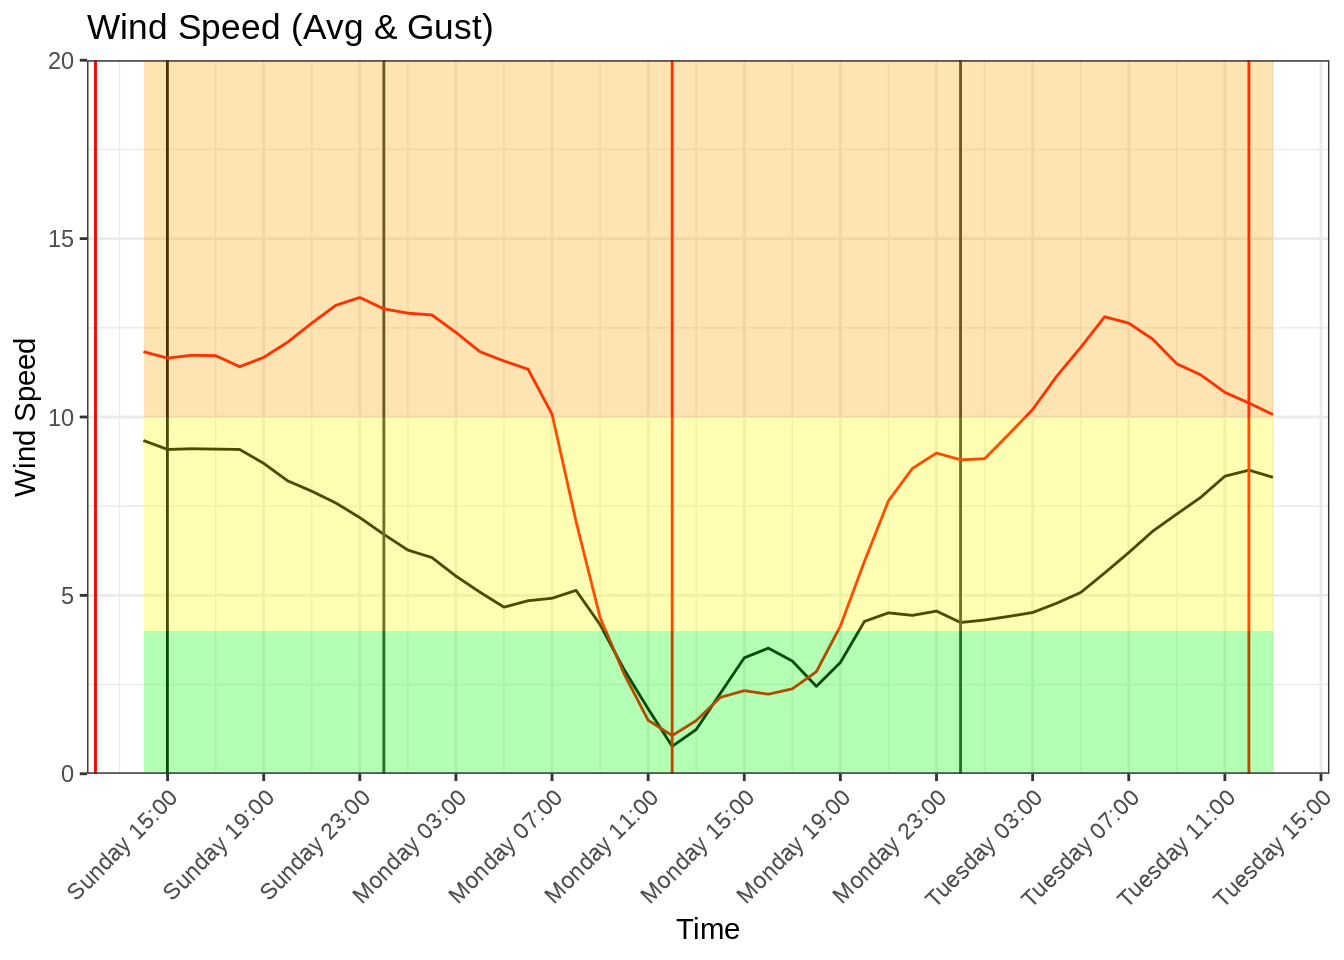 Wind Speed (Avg & Gust)
Wind Speed
20
15
10
5
0
Sunday 15:00
Sunday 19:00
Sunday 23:00
Monday 03:00
Monday 07:00
Monday 11:00
Monday 15:00
Monday 19:00
Monday 23:00
Tuesday 03:00
Tuesday 07:00
Tuesday 11:00
Tuesday 15:00
Time